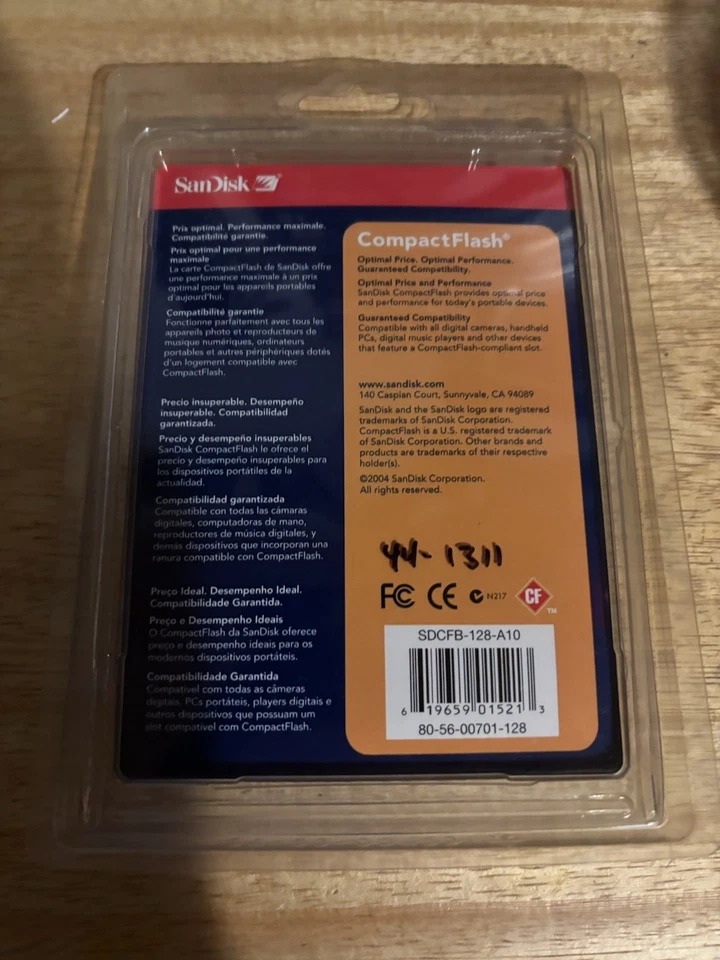 SanDisk
Prix optimal. Performance maximale.
Compatibilité garantie.
Prix optimal pour une performance
maximale
La carte CompactFlash de SanDisk offre
une performance maximale à un prix
optimal pour les appareils portables
d'aujourd'hui.
Compatibilité garantie
Fonctionne parfaitement avec tous les
appareils photo et reproducteurs de
musique numériques, ordinateurs
portables et autres périphériques dotés
d'un logement compatible avec
CompactFlash.
Precio insuperable. Desempeño
insuperable. Compatibilidad
garantizada.
Precio y desempeño insuperables
SanDisk CompactFlash le ofrece el
precio y desempeño insuperables para
los dispositivos portátiles de la
actualidad.
Compatibilidad garantizada
Compatible con todas las cámaras
digitales, computadoras de mano,
reproductores de música digitales, y
demás dispositivos que incorporan una
ranura compatible con CompactFlash.
Preço Ideal. Desempenho Ideal.
Compatibilidade Garantida.
Preço e Desempenho Ideais
O CompactFlash da SanDisk oferece
preço e desempenho ideais para os
modernos dispositivos portáteis.
Compatibilidade Garantida
Compatível com todas as câmeras
digitais, PCs portáteis, players digitais e
outros dispositivos que possuam um
slot compatível com CompactFlash.
CompactFlash®
Optimal Price. Optimal Performance.
Guaranteed Compatibility.
Optimal Price and Performance
SanDisk CompactFlash provides optimal price
and performance for today's portable devices.
Guaranteed Compatibility
Compatible with all digital cameras, handheld
PCs, digital music players and other devices
that feature a CompactFlash-compliant slot.
www.sandisk.com
140 Caspian Court, Sunnyvale, CA 94089
SanDisk and the SanDisk logo are registered
trademarks of SanDisk Corporation.
CompactFlash is a U.S. registered trademark
of SanDisk Corporation. Other brands and
products are trademarks of their respective
holder(s).
©2004 SanDisk Corporation.
All rights reserved.
44-1311
FC CE N217 CF TM
SDCFB-128-A10
6 19659 01521 3
80-56-00701-128